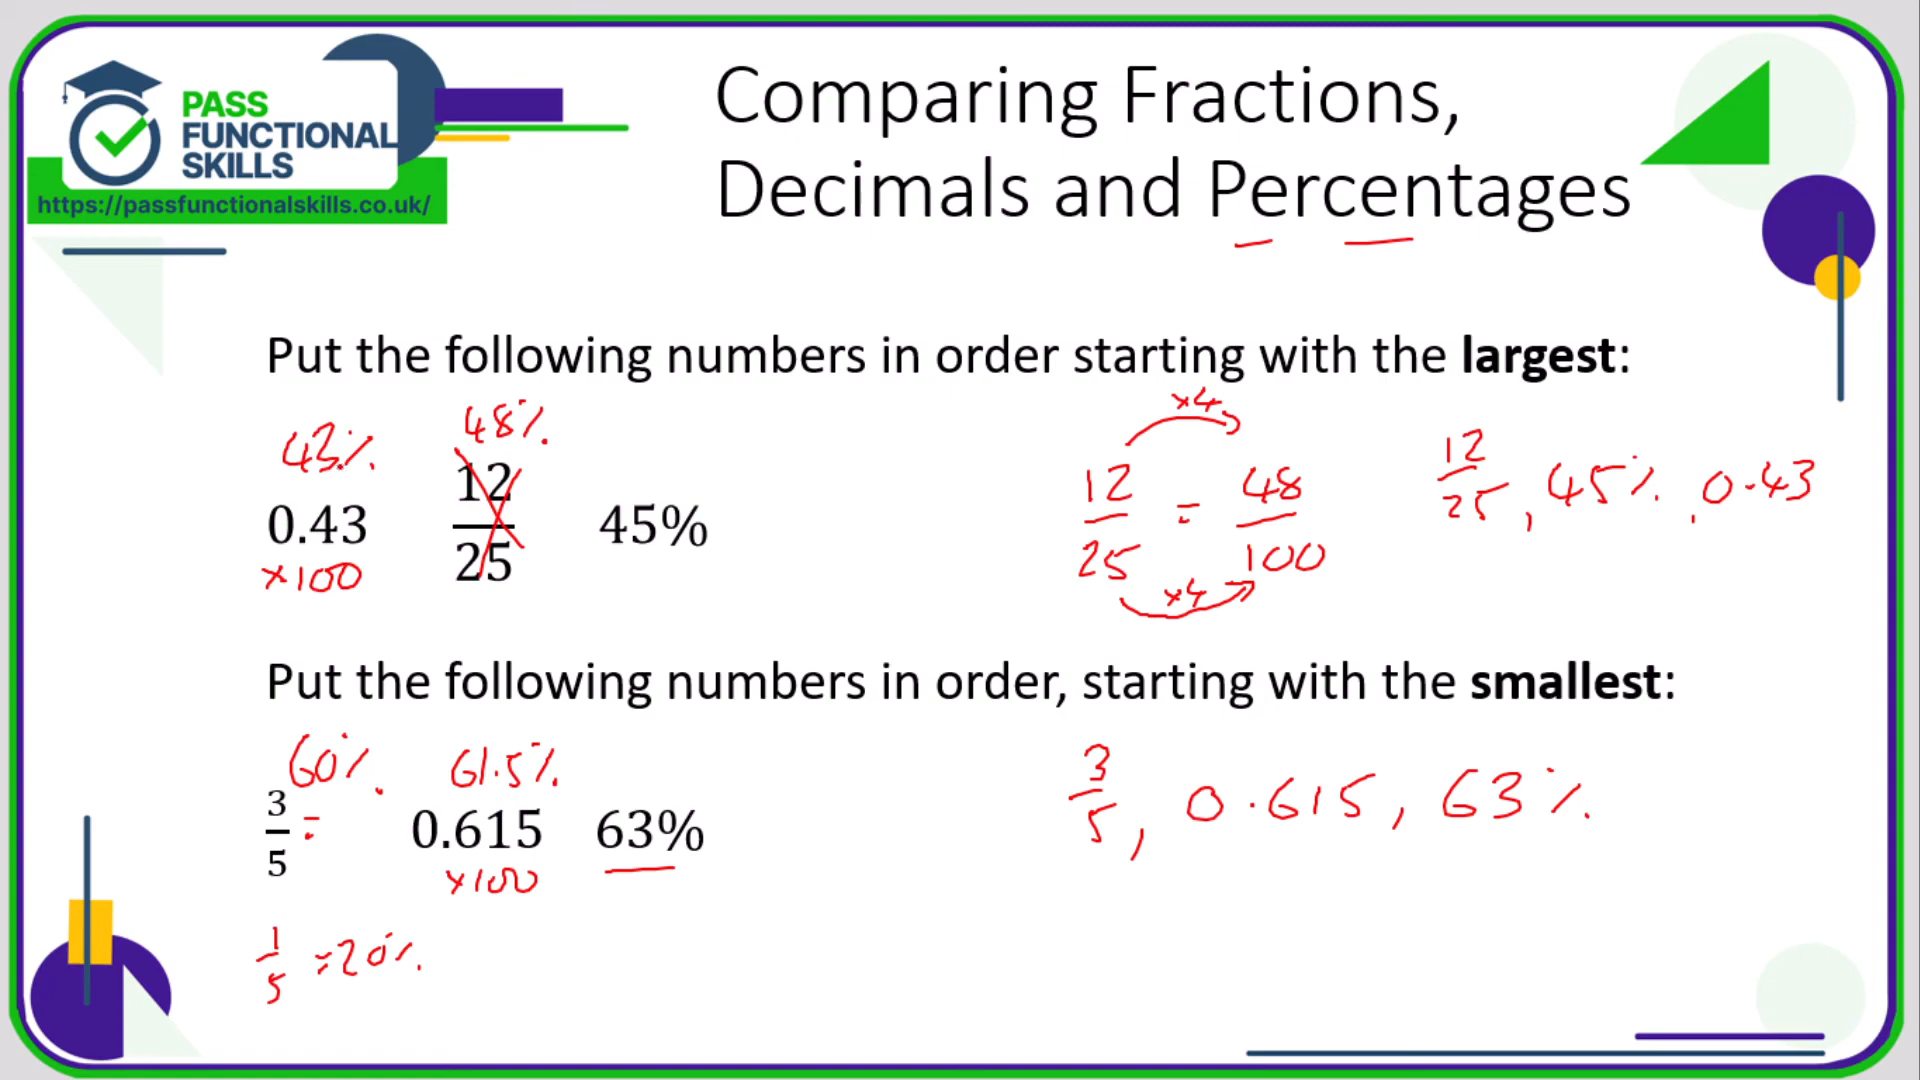 PASS
FUNCTIONAL
SKILLS
https://passfunctionalskills.co.uk/
Comparing Fractions,
Decimals and Percentages
Put the following numbers in order starting with the largest:
43% 48%
0.43 12/25 45%
×100
×4
12/25 = 48/100
×4
12/25, 45%, 0.43
Put the following numbers in order, starting with the smallest:
60% 61.5%
3/5 = 0.615 63%
×100
1/5 = 20%
3/5, 0.615, 63%